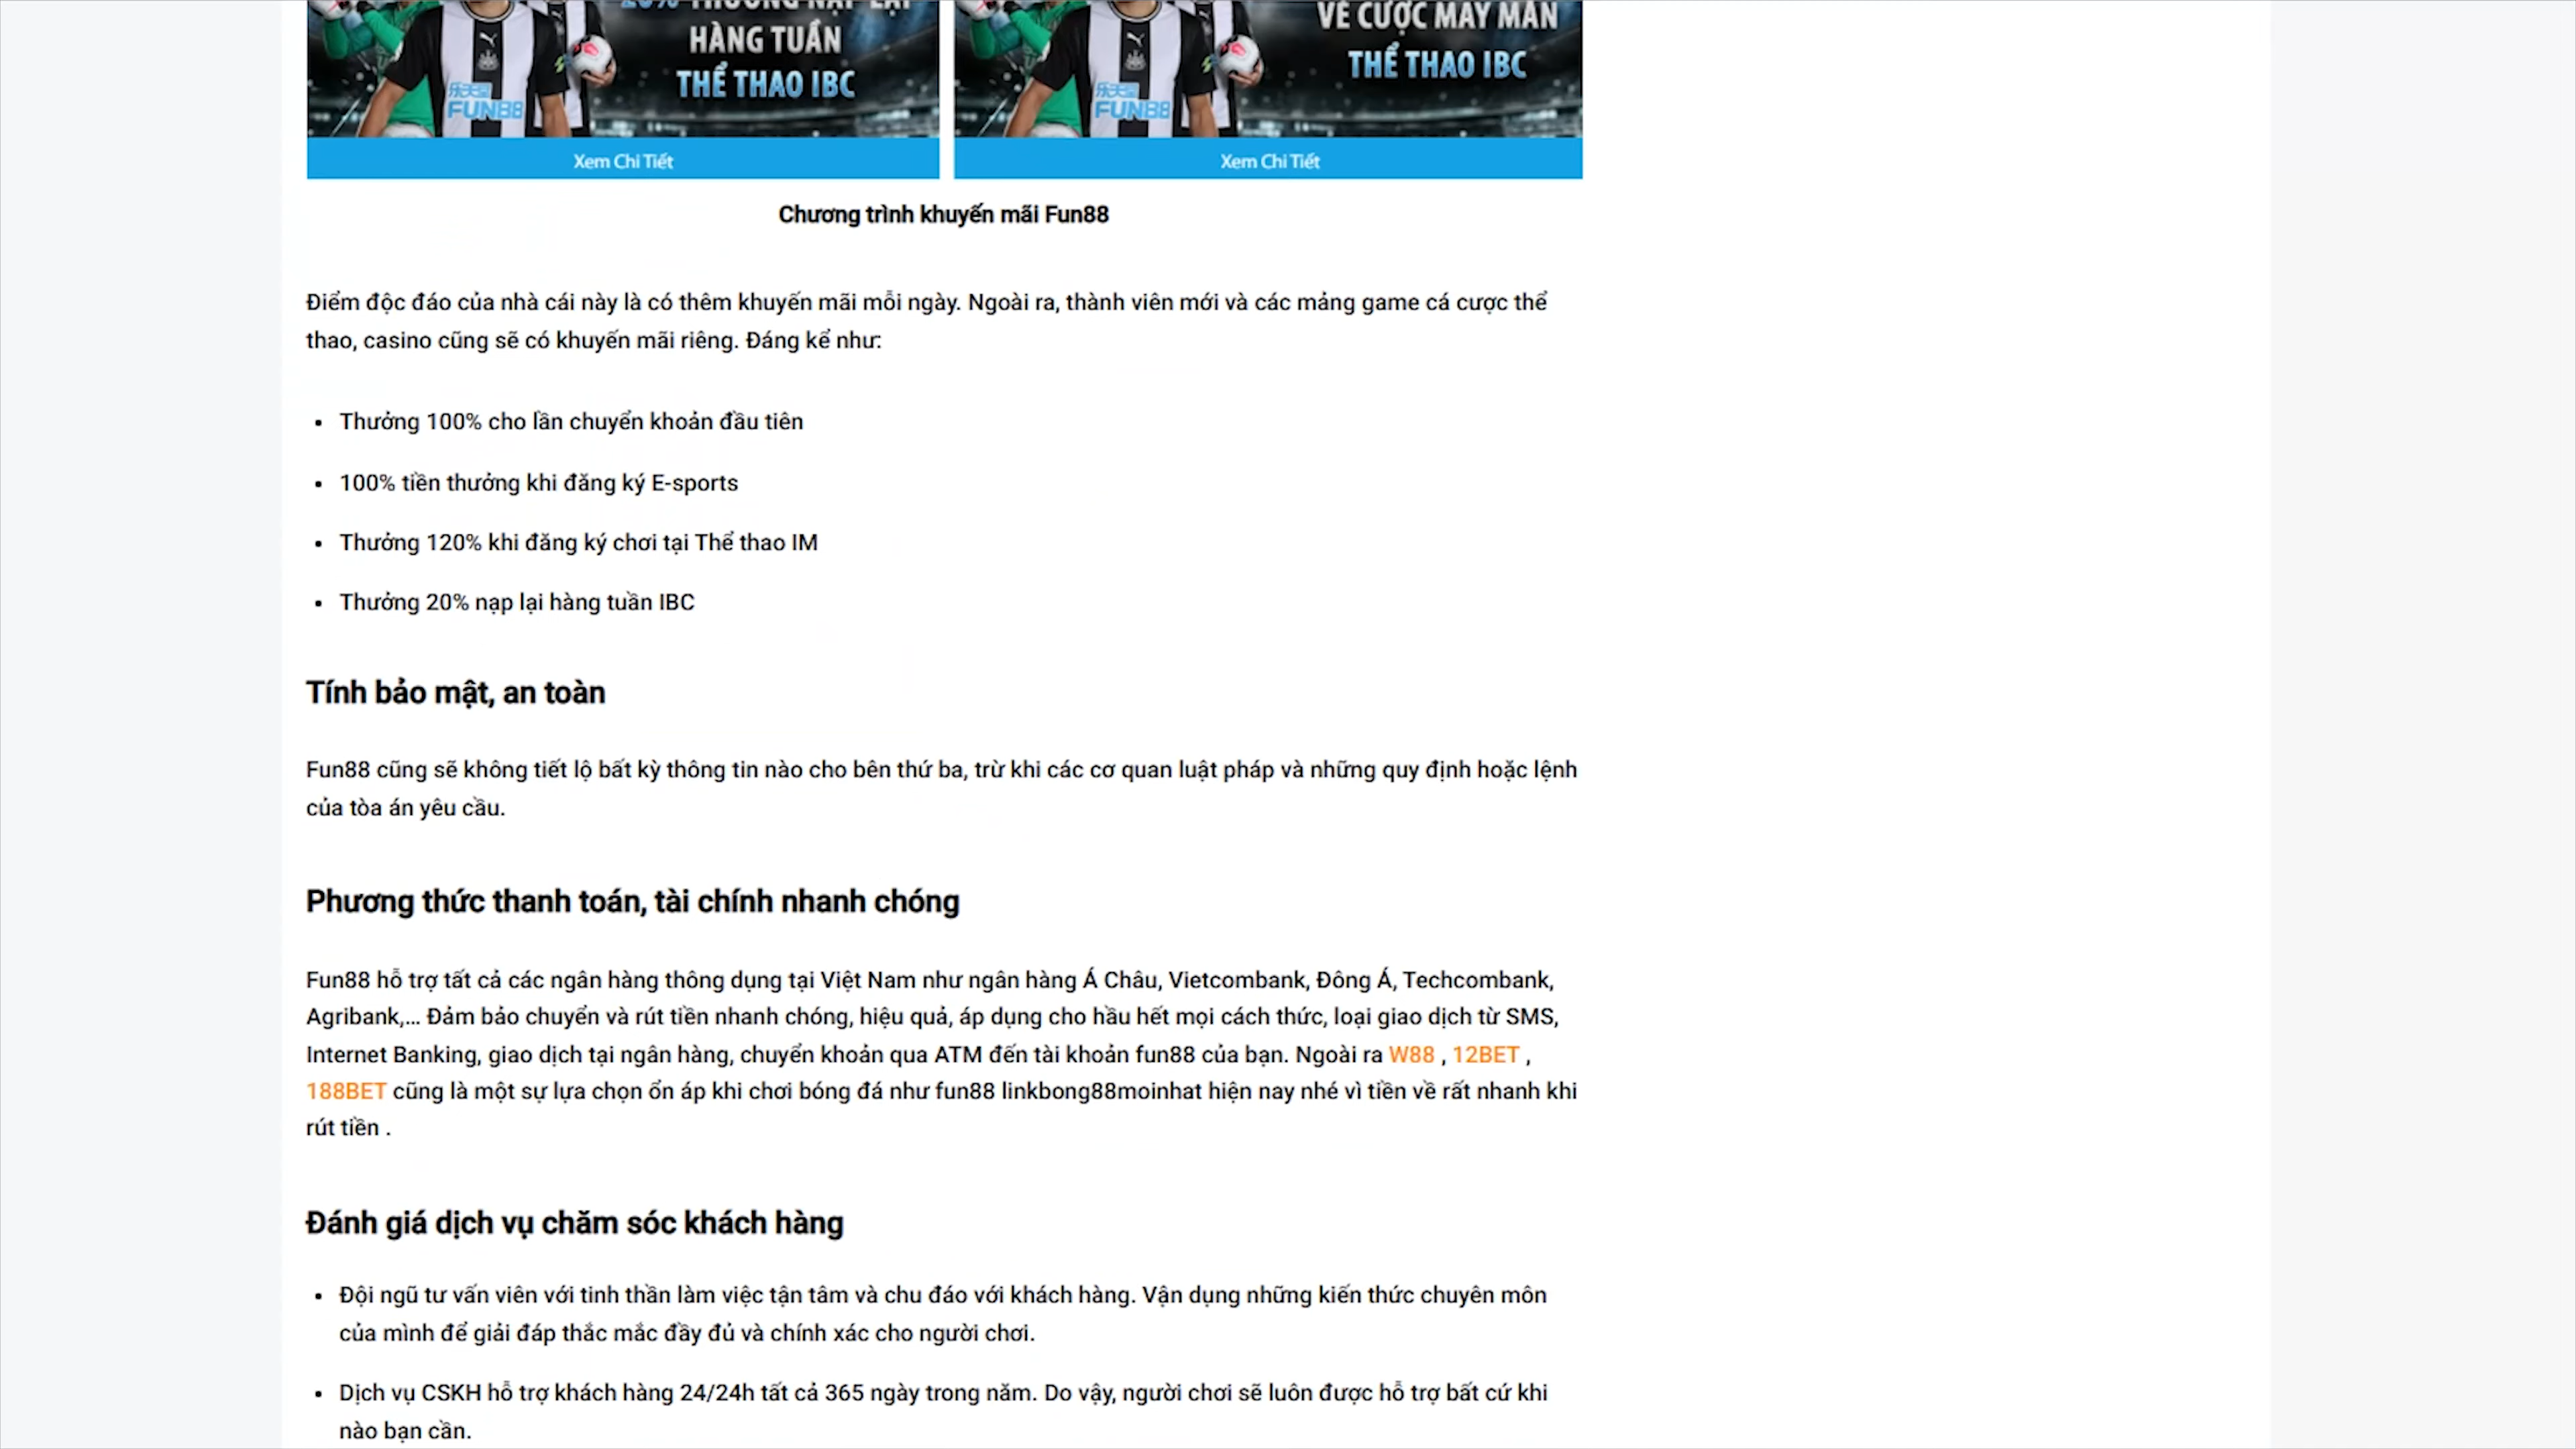 HÀNG TUẦN
THỂ THAO IBC
乐天堂
FUN88
Xem Chi Tiết
VÉ CƯỢC MAY MẮN
THỂ THAO IBC
乐天堂
FUN88
Xem Chi Tiết
Chương trình khuyến mãi Fun88
Điểm độc đáo của nhà cái này là có thêm khuyến mãi mỗi ngày. Ngoài ra, thành viên mới và các mảng game cá cược thể
thao, casino cũng sẽ có khuyến mãi riêng. Đáng kể như:
• Thưởng 100% cho lần chuyển khoản đầu tiên
• 100% tiền thưởng khi đăng ký E-sports
• Thưởng 120% khi đăng ký chơi tại Thể thao IM
• Thưởng 20% nạp lại hàng tuần IBC
Tính bảo mật, an toàn
Fun88 cũng sẽ không tiết lộ bất kỳ thông tin nào cho bên thứ ba, trừ khi các cơ quan luật pháp và những quy định hoặc lệnh
của tòa án yêu cầu.
Phương thức thanh toán, tài chính nhanh chóng
Fun88 hỗ trợ tất cả các ngân hàng thông dụng tại Việt Nam như ngân hàng Á Châu, Vietcombank, Đông Á, Techcombank,
Agribank,... Đảm bảo chuyển và rút tiền nhanh chóng, hiệu quả, áp dụng cho hầu hết mọi cách thức, loại giao dịch từ SMS,
Internet Banking, giao dịch tại ngân hàng, chuyển khoản qua ATM đến tài khoản fun88 của bạn. Ngoài ra W88 , 12BET ,
188BET cũng là một sự lựa chọn ổn áp khi chơi bóng đá như fun88 linkbong88moinhat hiện nay nhé vì tiền về rất nhanh khi
rút tiền .
Đánh giá dịch vụ chăm sóc khách hàng
• Đội ngũ tư vấn viên với tinh thần làm việc tận tâm và chu đáo với khách hàng. Vận dụng những kiến thức chuyên môn
của mình để giải đáp thắc mắc đầy đủ và chính xác cho người chơi.
• Dịch vụ CSKH hỗ trợ khách hàng 24/24h tất cả 365 ngày trong năm. Do vậy, người chơi sẽ luôn được hỗ trợ bất cứ khi
nào bạn cần.